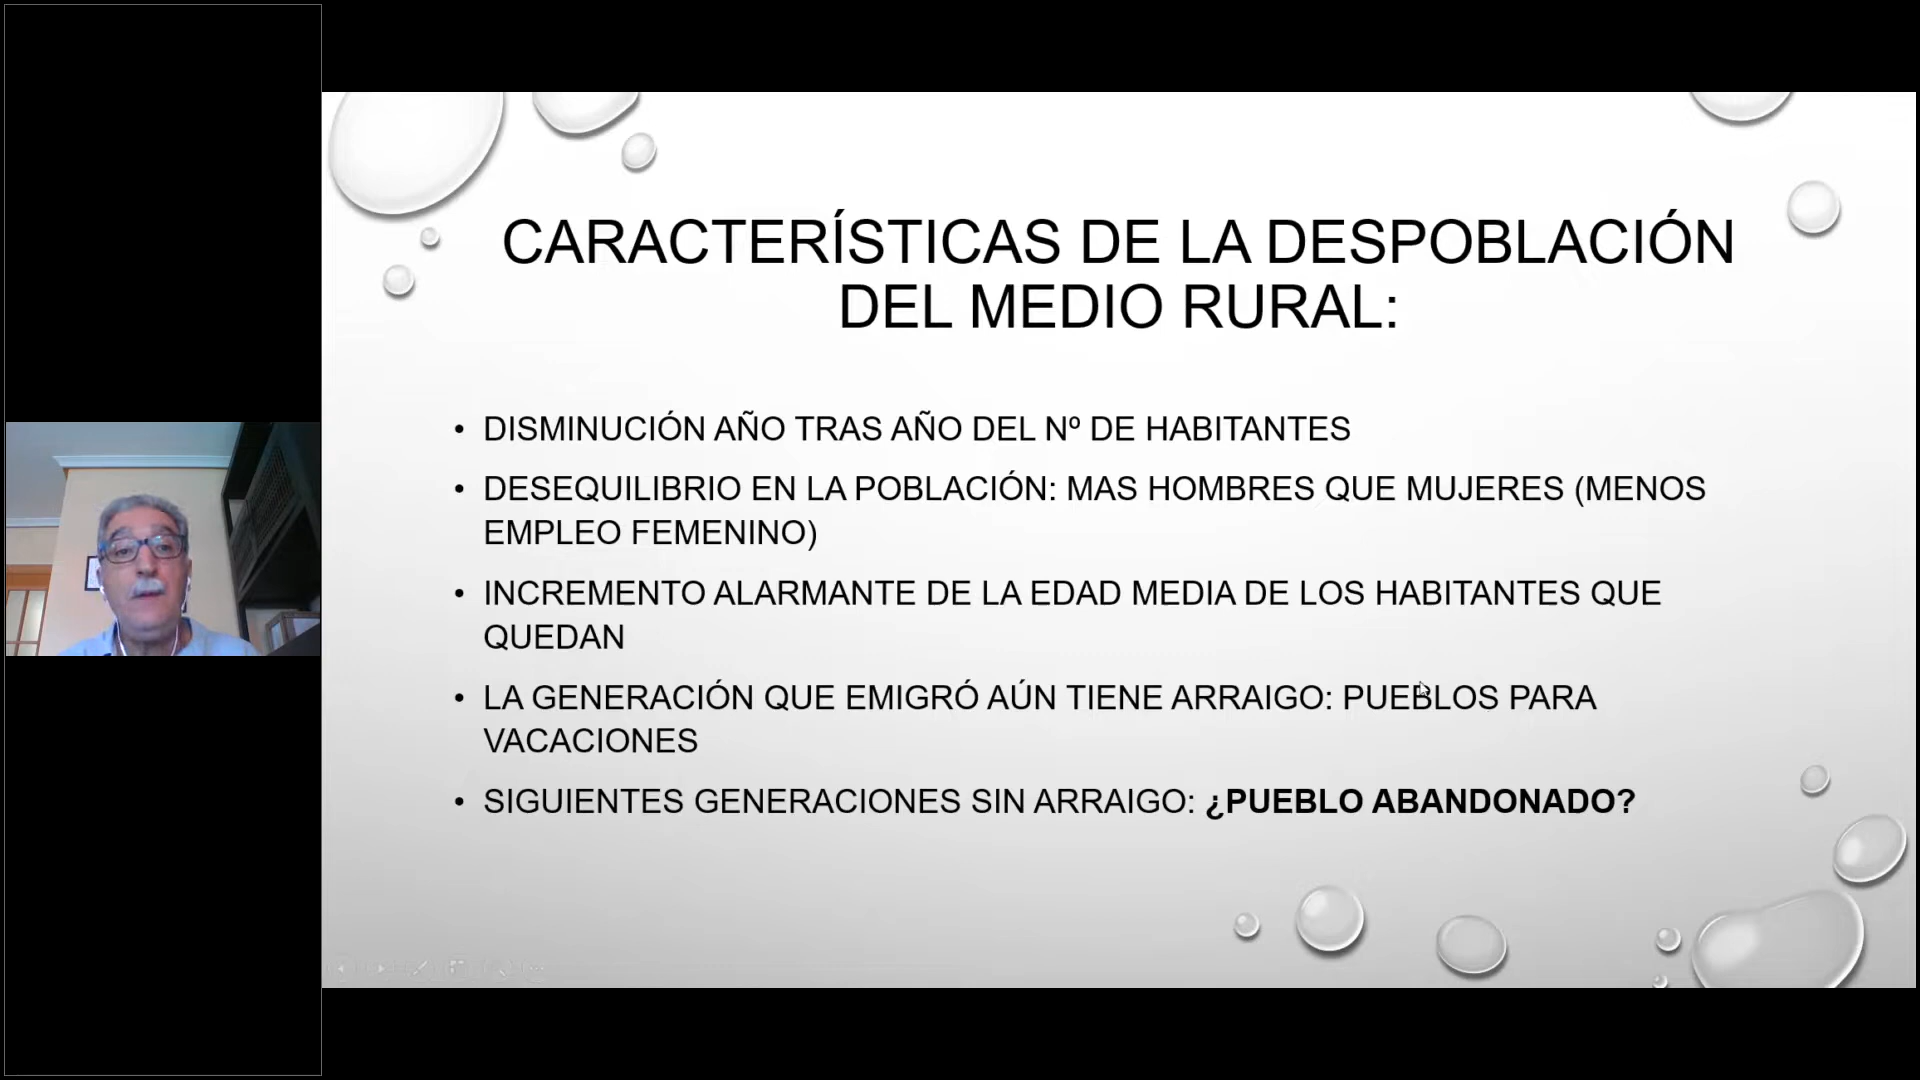 CARACTERÍSTICAS DE LA DESPOBLACIÓN
DEL MEDIO RURAL:
• DISMINUCIÓN AÑO TRAS AÑO DEL Nº DE HABITANTES
• DESEQUILIBRIO EN LA POBLACIÓN: MAS HOMBRES QUE MUJERES (MENOS
EMPLEO FEMENINO)
• INCREMENTO ALARMANTE DE LA EDAD MEDIA DE LOS HABITANTES QUE
QUEDAN
• LA GENERACIÓN QUE EMIGRÓ AÚN TIENE ARRAIGO: PUEBLOS PARA
VACACIONES
• SIGUIENTES GENERACIONES SIN ARRAIGO: ¿PUEBLO ABANDONADO?